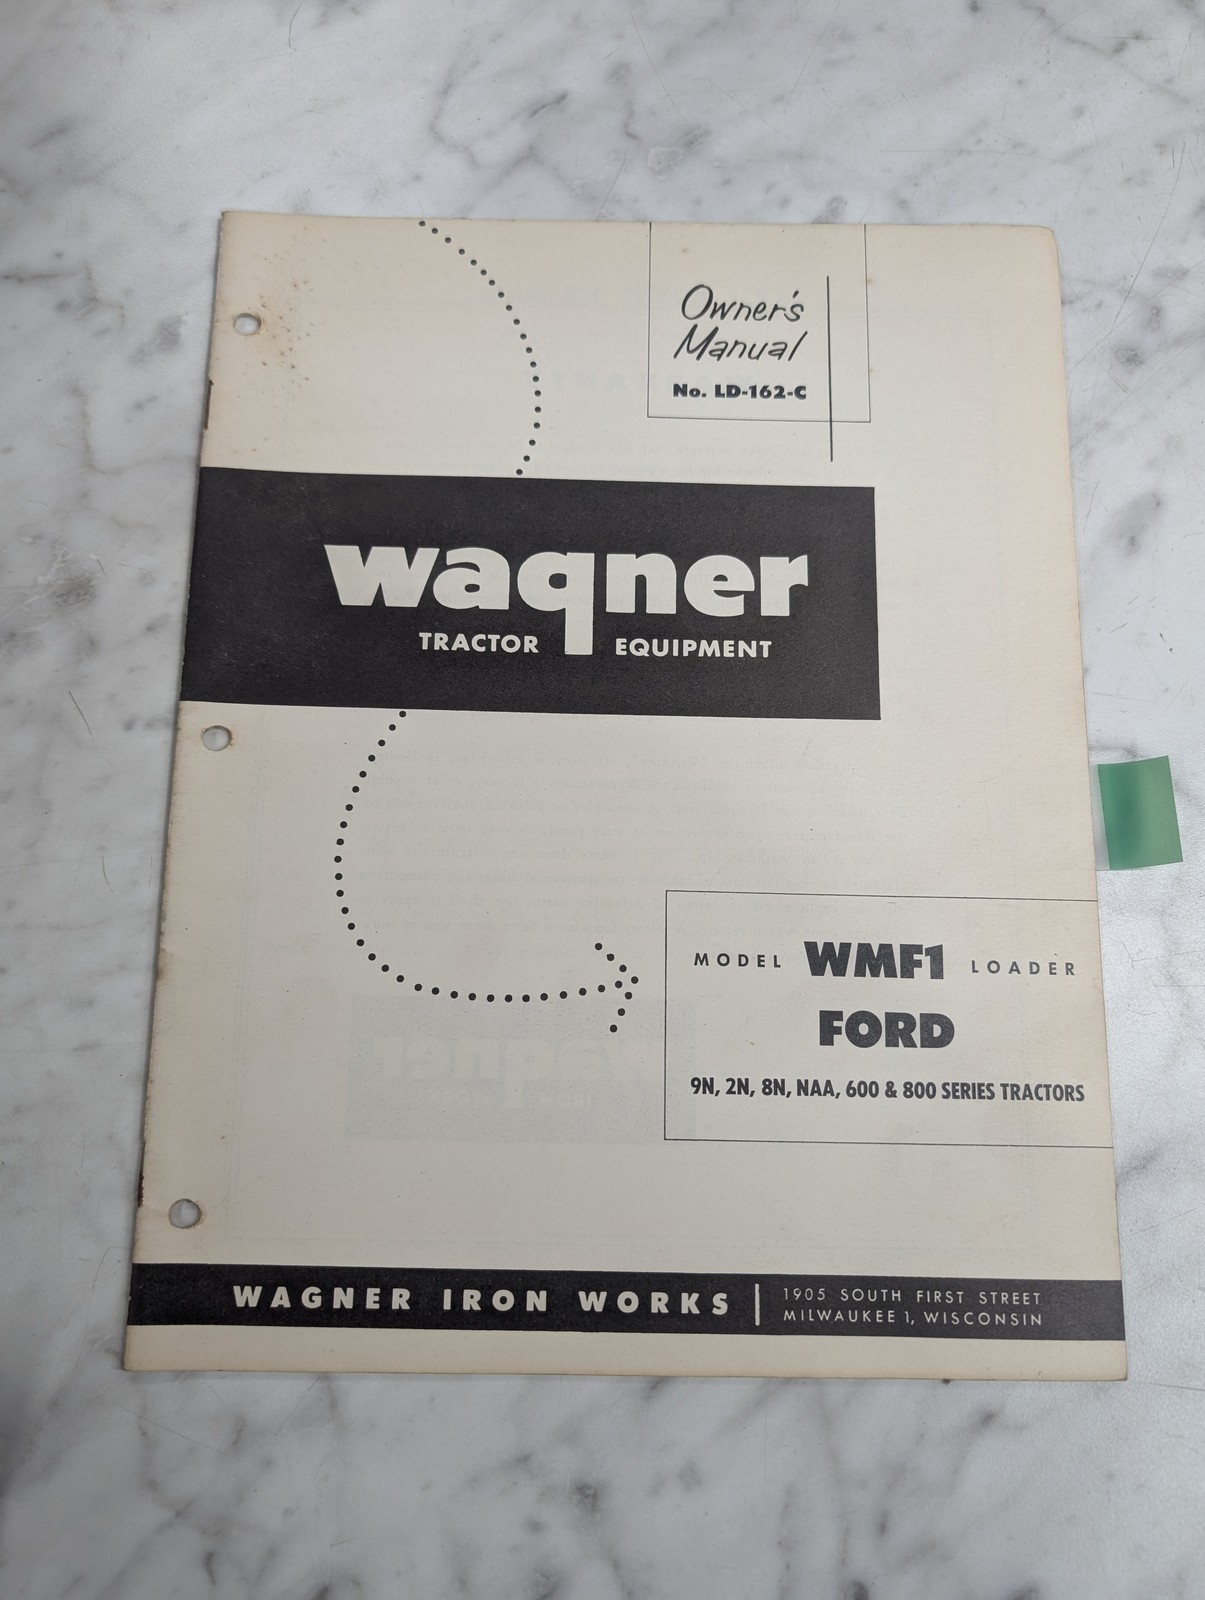 Owner's
Manual
No. LD-162-C
wagner
TRACTOR EQUIPMENT
MODEL WMF1 LOADER
FORD
9N, 2N, 8N, NAA, 600 & 800 SERIES TRACTORS
WAGNER IRON WORKS
1905 SOUTH FIRST STREET
MILWAUKEE 1, WISCONSIN